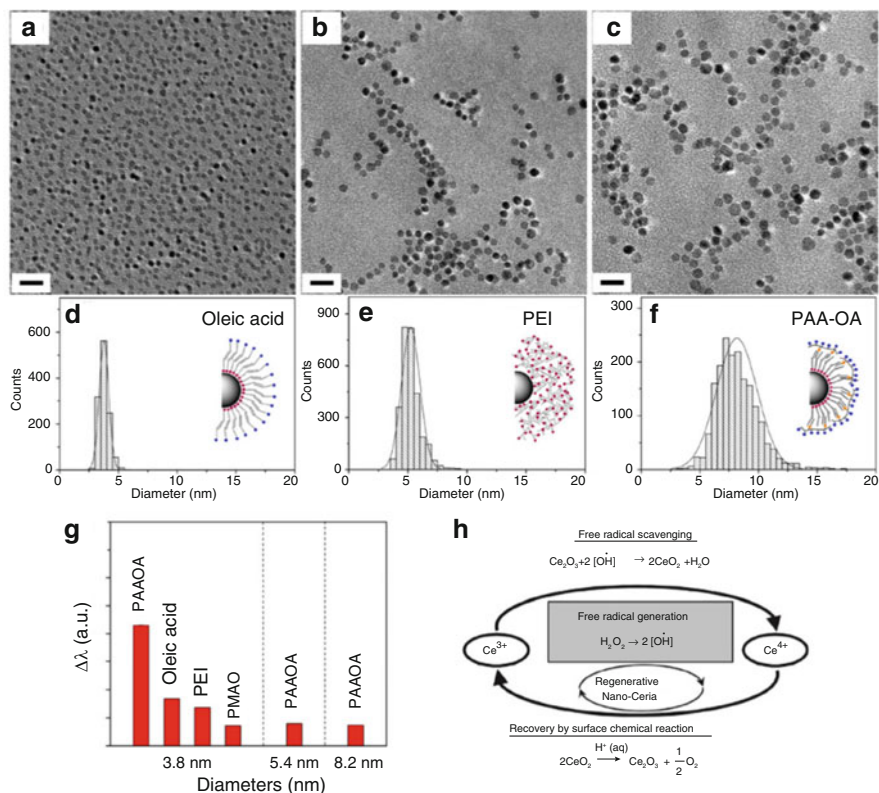 a
b
c
d
Oleic acid
600
400
200
0
Counts
0 5 10 15 20
Diameter (nm)
e
PEI
900
600
300
0
Counts
0 5 10 15 20
Diameter (nm)
f
PAA-OA
300
200
100
0
Counts
0 5 10 15 20
Diameter (nm)
g
Δλ (a.u.)
PAAOA
Oleic acid
PEI
PMAO
PAAOA
PAAOA
3.8 nm 5.4 nm 8.2 nm
Diameters (nm)
h
Free radical scavenging
Ce₂O₃+2 [OH˙] → 2CeO₂ +H₂O
Free radical generation
H₂O₂ → 2 [OH˙]
Ce³⁺
Ce⁴⁺
Regenerative
Nano-Ceria
Recovery by surface chemical reaction
2CeO₂ H⁺ (aq) → Ce₂O₃ + 1/2 O₂